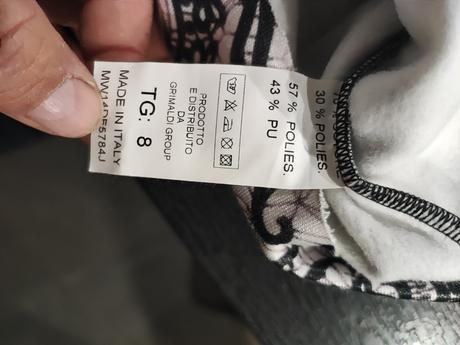 30 % POLIES.
57 % POLIES.
43 % PU
PRODOTTO
E DISTRIBUITO
DA
GRIMALDI GROUP
TG: 8
MADE IN ITALY